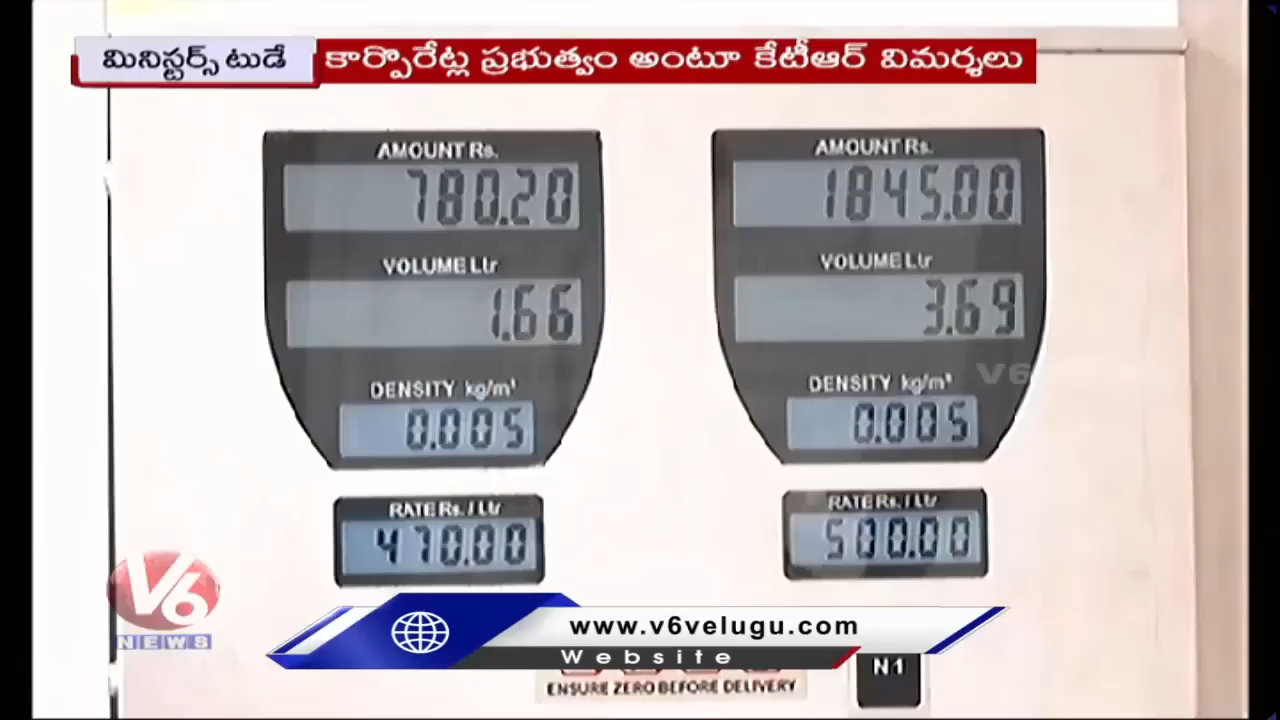 మినిస్టర్స్ టుడే
కార్పొరేట్ల ప్రభుత్వం అంటూ కేటీఆర్ విమర్శలు
AMOUNT Rs.
780.20
VOLUME Ltr
1.66
DENSITY kg/m³
0.005
RATE Rs. / Ltr
470.00
AMOUNT Rs.
1845.00
VOLUME Ltr
3.69
DENSITY kg/m³
0.005
RATE Rs. / Ltr
500.00
V6
V6
NEWS
www.v6velugu.com
Website
ENSURE ZERO BEFORE DELIVERY
N1